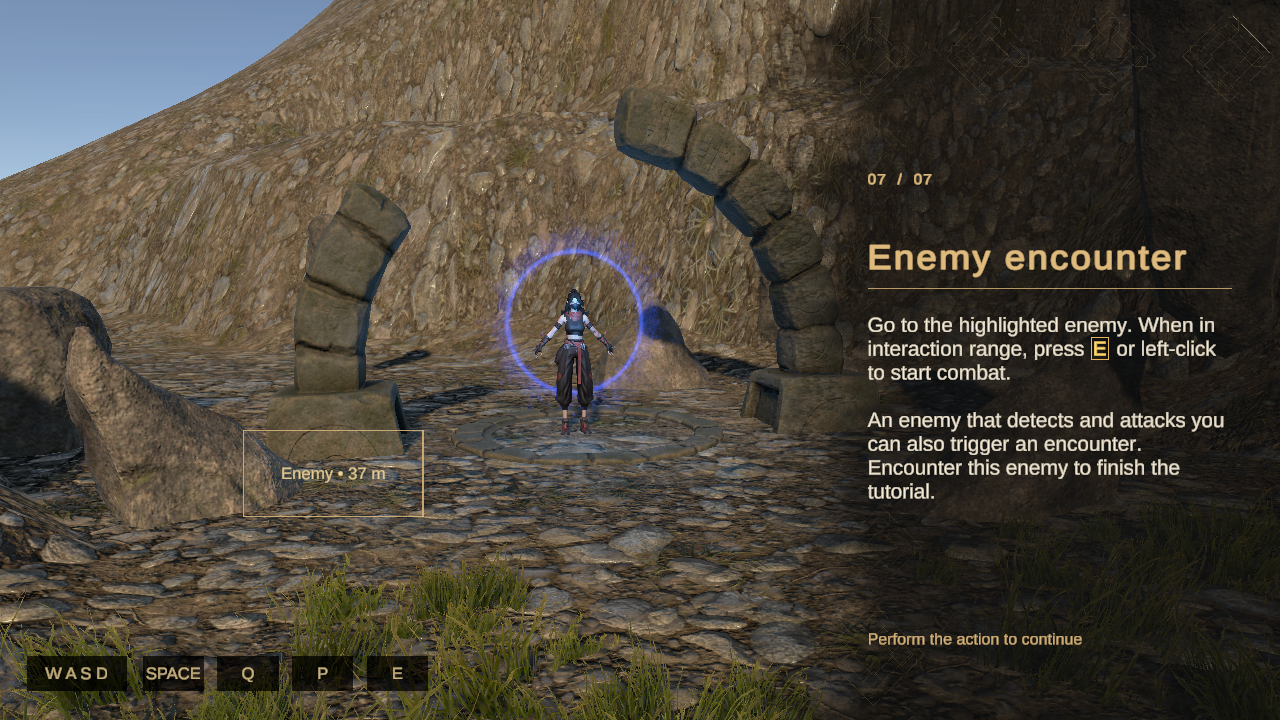 07 / 07
Enemy encounter
Go to the highlighted enemy. When in
interaction range, press E or left-click
to start combat.
An enemy that detects and attacks you
can also trigger an encounter.
Encounter this enemy to finish the
tutorial.
Enemy • 37 m
Perform the action to continue
WASD SPACE Q P E